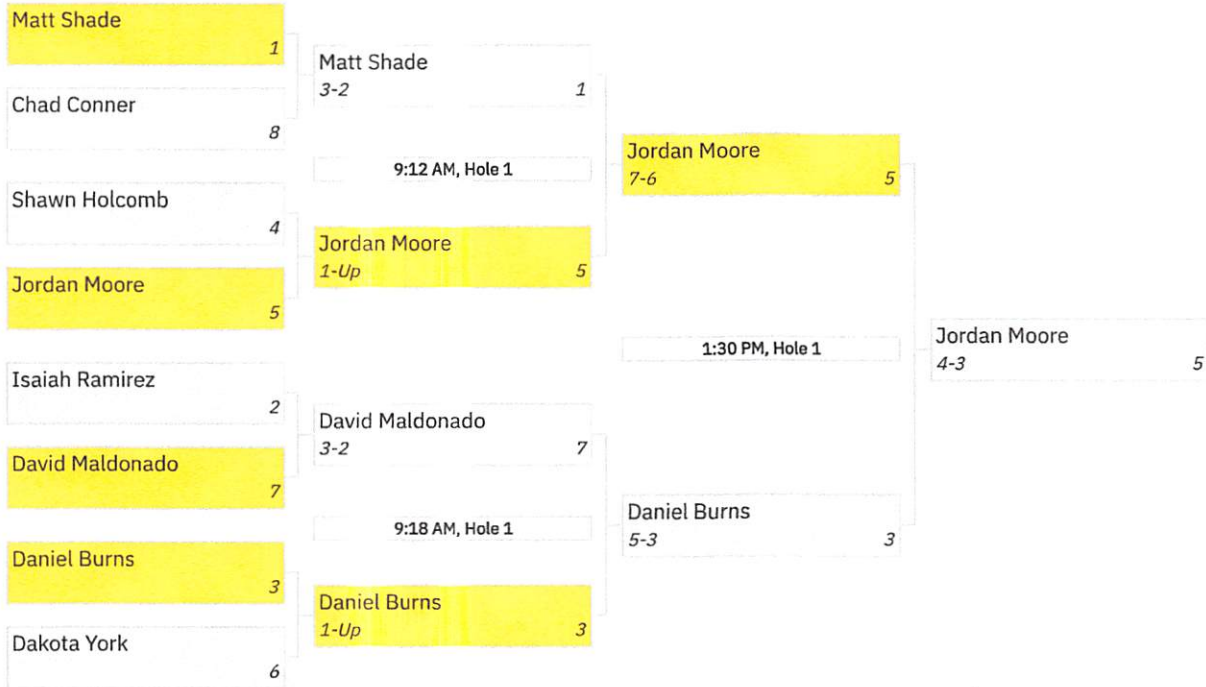 Matt Shade
1
Chad Conner
8
Shawn Holcomb
4
Jordan Moore
5
Isaiah Ramirez
2
David Maldonado
7
Daniel Burns
3
Dakota York
6
Matt Shade
3-2 1
9:12 AM, Hole 1
Jordan Moore
1-Up 5
David Maldonado
3-2 7
9:18 AM, Hole 1
Daniel Burns
1-Up 3
Jordan Moore
7-6 5
1:30 PM, Hole 1
Daniel Burns
5-3 3
Jordan Moore
4-3 5